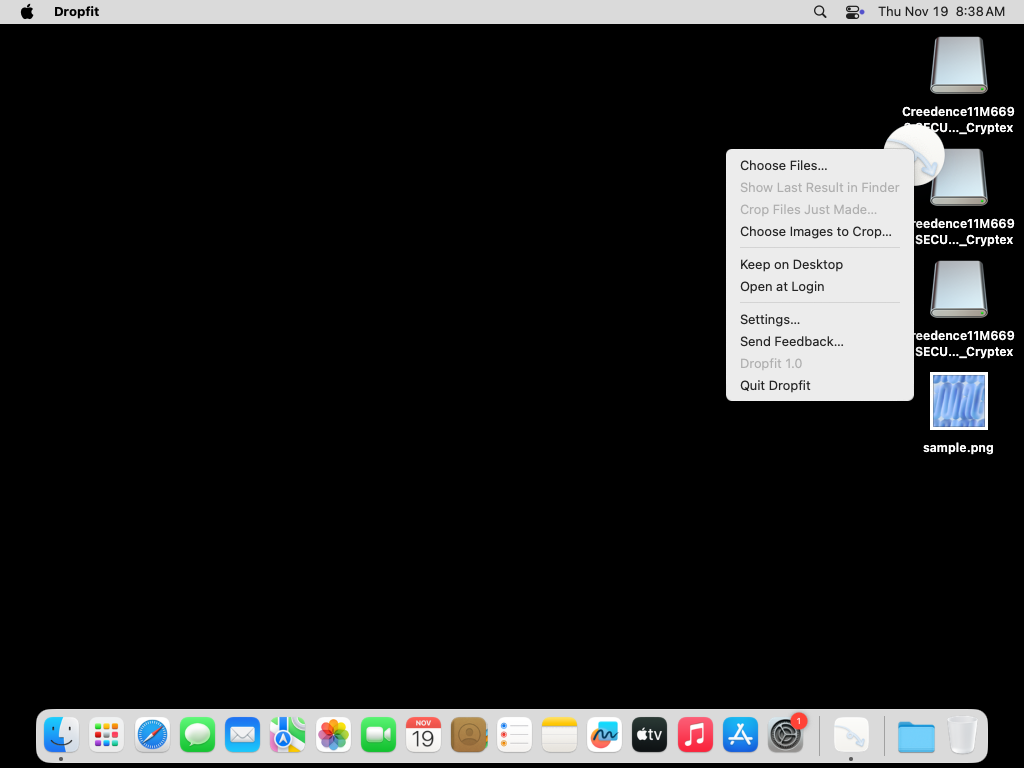 Dropfit
Thu Nov 19 8:38 AM
Creedence11M669
SECU..._Cryptex
Choose Files...
Show Last Result in Finder
Crop Files Just Made...
Choose Images to Crop...
reedence11M669
SECU..._Cryptex
Keep on Desktop
Open at Login
Settings...
Send Feedback...
Dropfit 1.0
Quit Dropfit
reedence11M669
SECU..._Cryptex
sample.png
NOV
19
tv
1